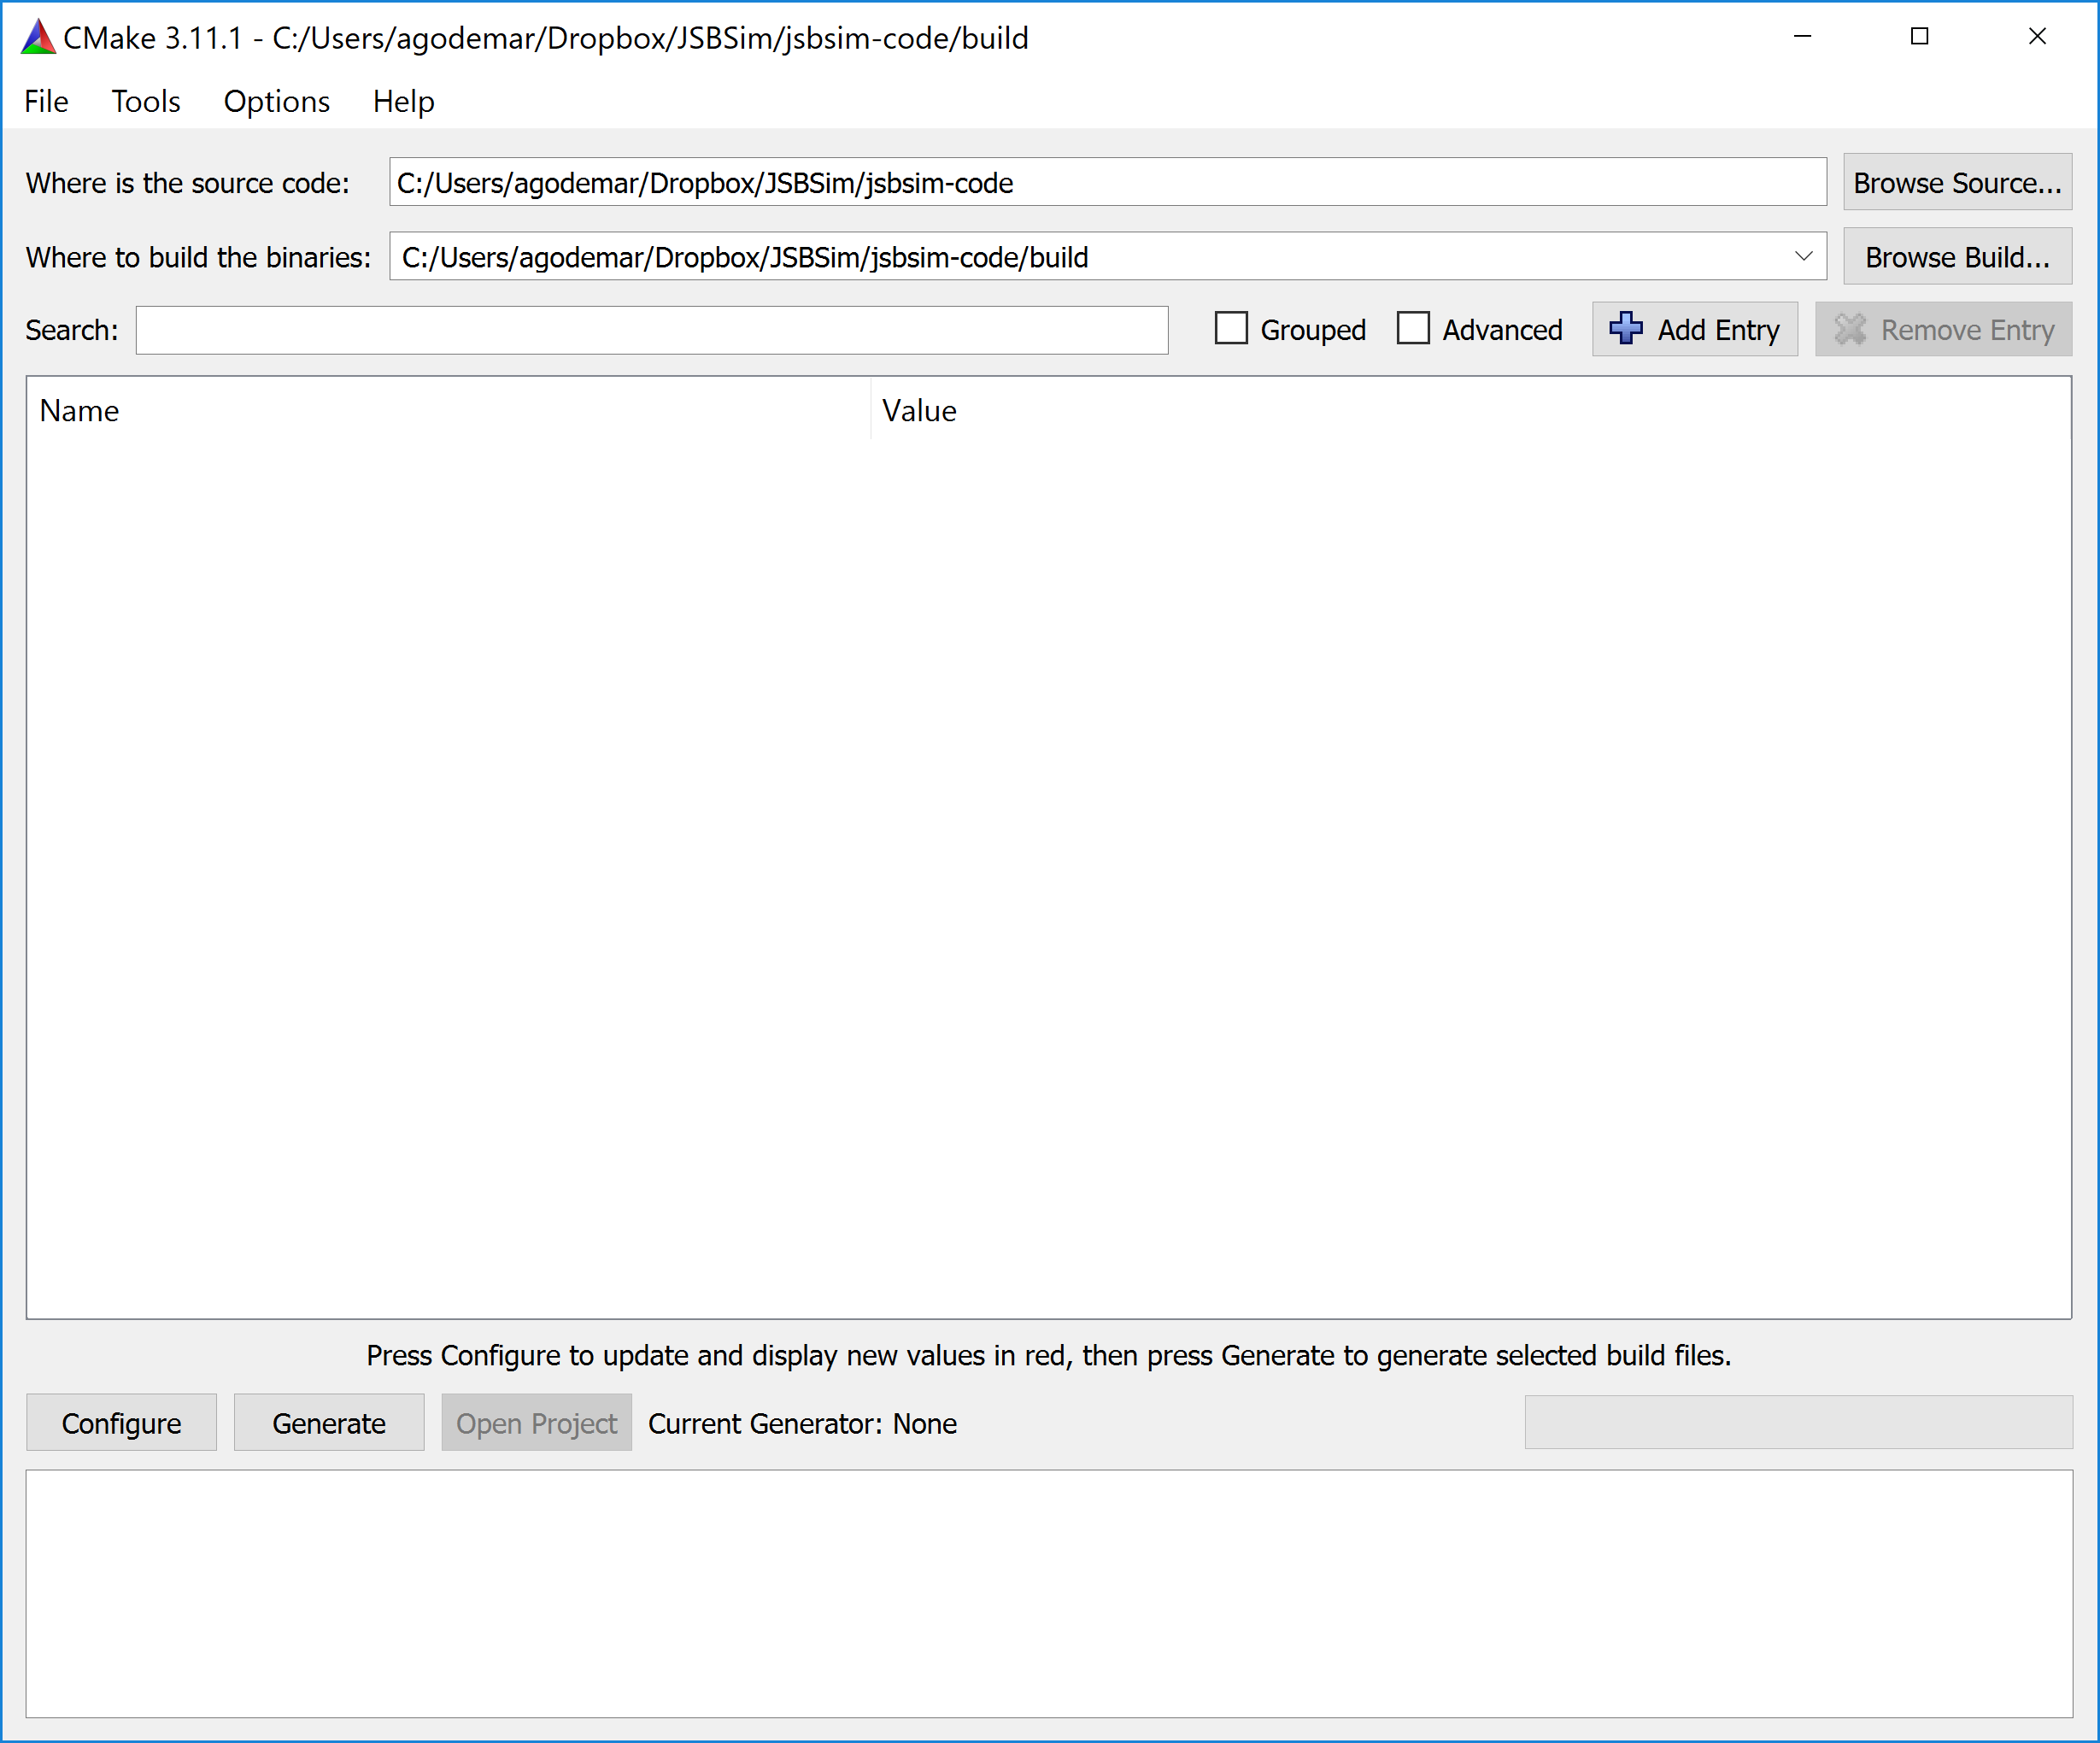 CMake 3.11.1 - C:/Users/agodemar/Dropbox/JSBSim/jsbsim-code/build
File Tools Options Help
Where is the source code: C:/Users/agodemar/Dropbox/JSBSim/jsbsim-code Browse Source...
Where to build the binaries: C:/Users/agodemar/Dropbox/JSBSim/jsbsim-code/build Browse Build...
Search: Grouped Advanced Add Entry Remove Entry
Name Value
Press Configure to update and display new values in red, then press Generate to generate selected build files.
Configure Generate Open Project Current Generator: None